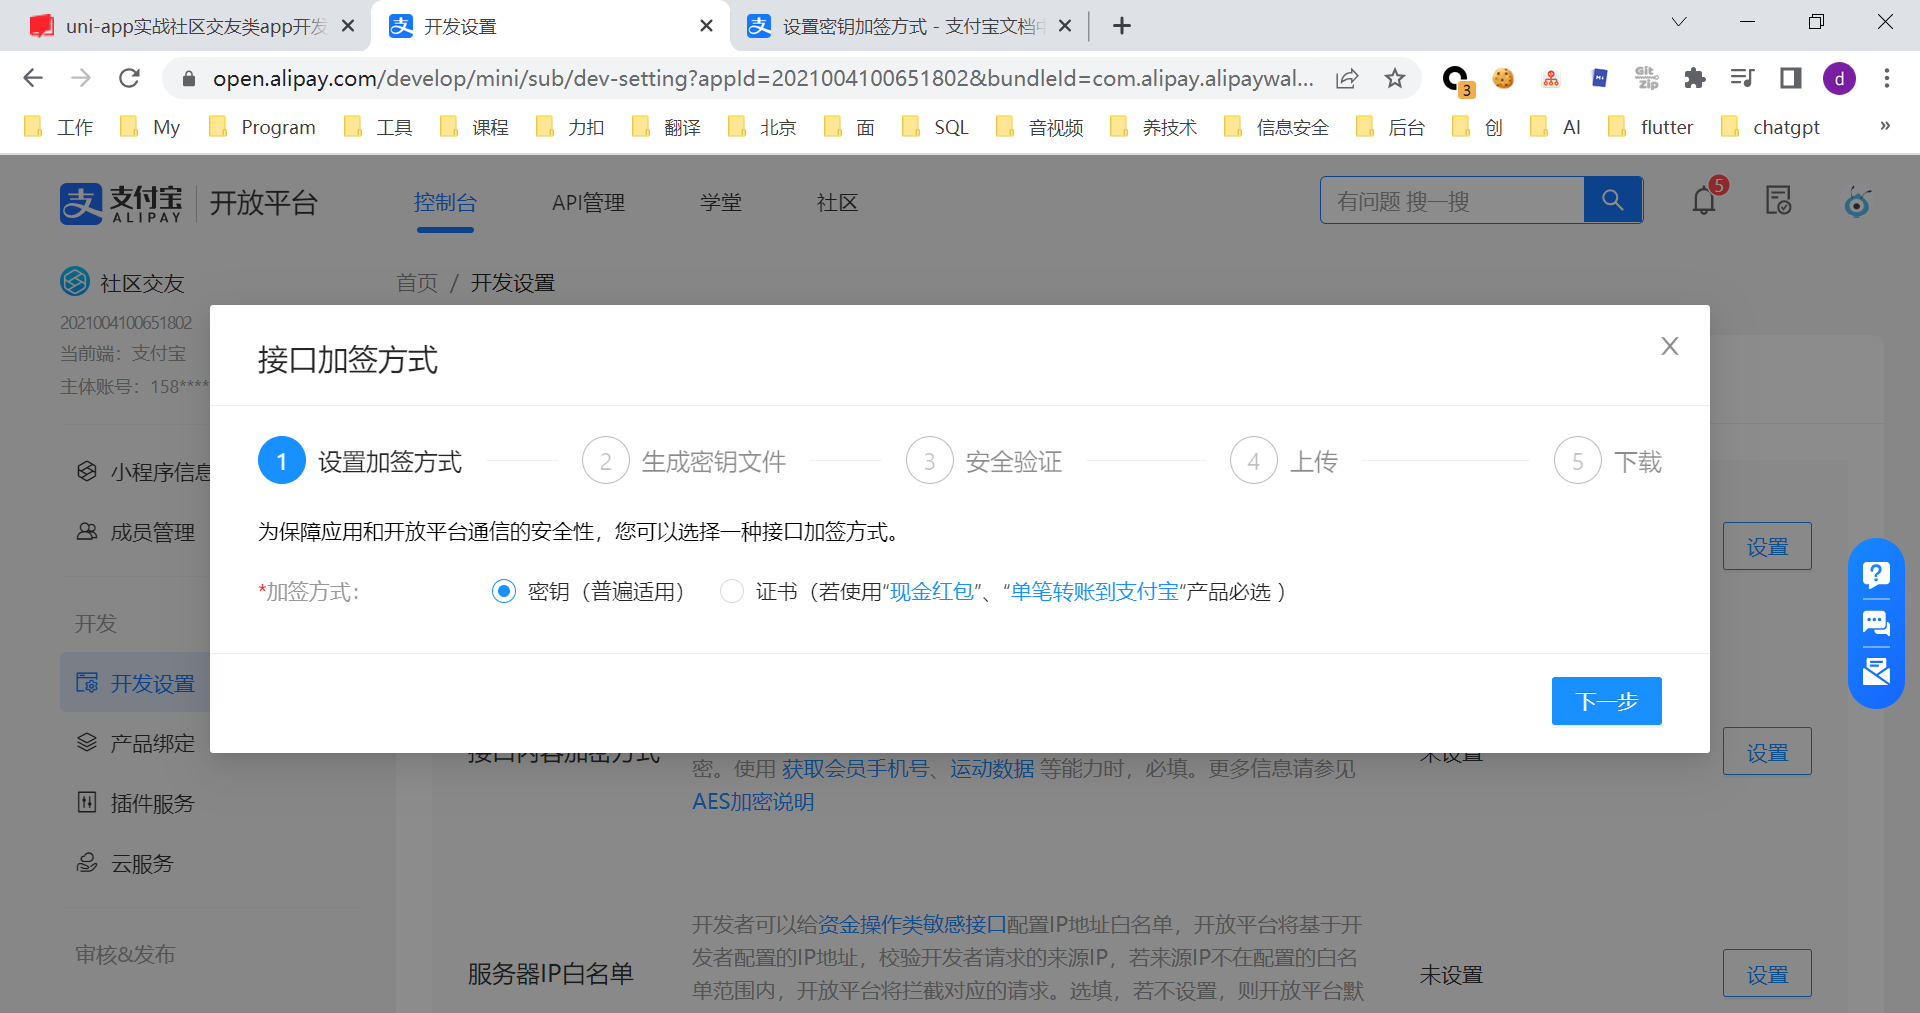 uni-app实战社区交友类app开发
开发设置
设置密钥加签方式 - 支付宝文档中
open.alipay.com/develop/mini/sub/dev-setting?appId=2021004100651802&bundleId=com.alipay.alipaywal...
3
Git
zip
d
工作
My
Program
工具
课程
力扣
翻译
北京
面
SQL
音视频
养技术
信息安全
后台
创
AI
flutter
chatgpt
»
支 支付宝
ALIPAY
开放平台
控制台
API管理
学堂
社区
有问题 搜一搜
5
社区交友
首页 / 开发设置
2021004100651802
当前端：支付宝
主体账号：158****
接口加签方式
X
1 设置加签方式
2 生成密钥文件
3 安全验证
4 上传
5 下载
为保障应用和开放平台通信的安全性，您可以选择一种接口加签方式。
*加签方式：
密钥（普遍适用）
证书（若使用“现金红包”、“单笔转账到支付宝“产品必选 ）
下一步
小程序信息
成员管理
开发
开发设置
产品绑定
插件服务
云服务
审核&发布
设置
接口内容加密方式
密。使用 获取会员手机号、运动数据 等能力时，必填。更多信息请参见
AES加密说明
未设置
设置
服务器IP白名单
开发者可以给资金操作类敏感接口配置IP地址白名单，开放平台将基于开
发者配置的IP地址，校验开发者请求的来源IP，若来源IP不在配置的白名
单范围内，开放平台将拦截对应的请求。选填，若不设置，则开放平台默
未设置
设置